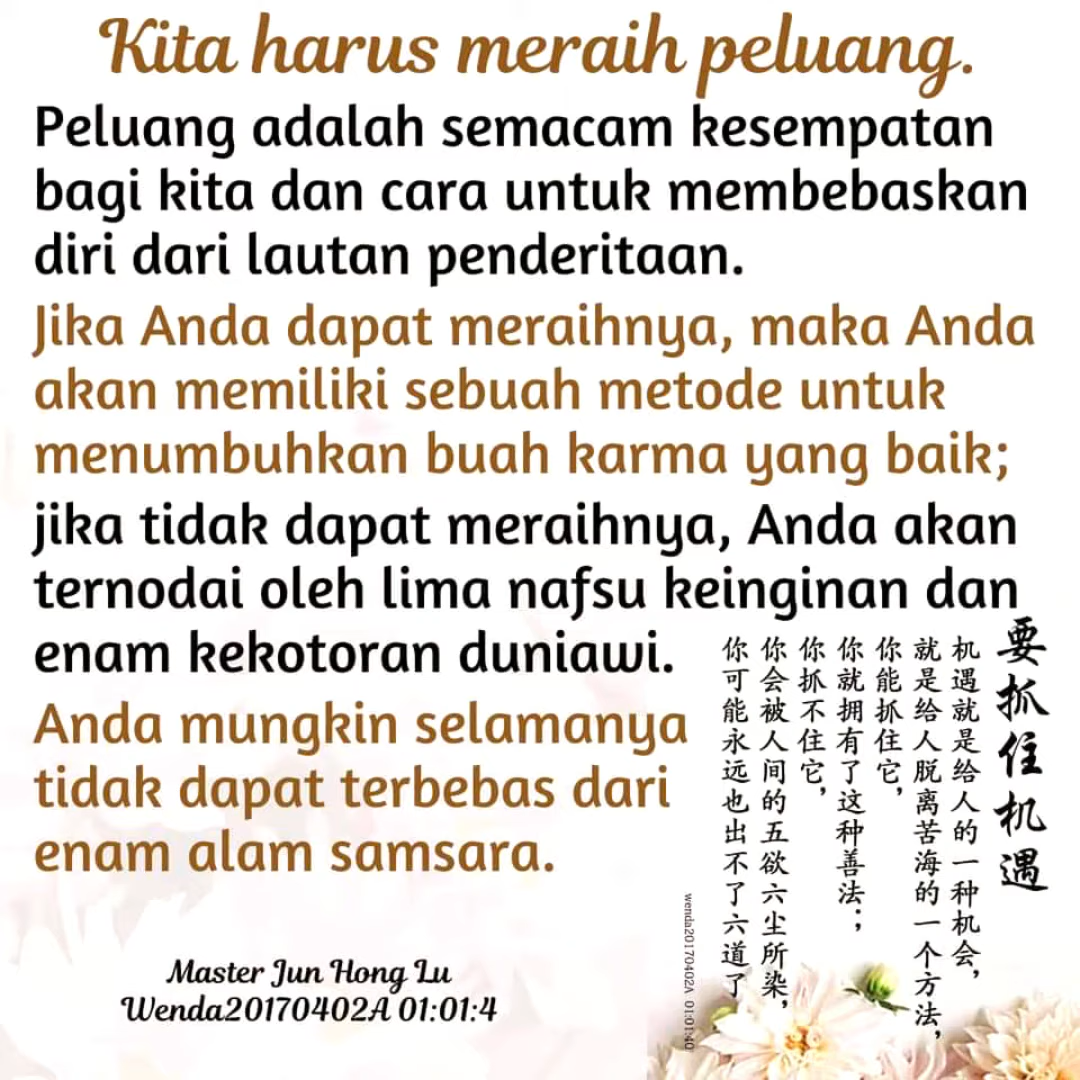 Kita harus meraih peluang.
Peluang adalah semacam kesempatan
bagi kita dan cara untuk membebaskan
diri dari lautan penderitaan.
Jika Anda dapat meraihnya, maka Anda
akan memiliki sebuah metode untuk
menumbuhkan buah karma yang baik;
jika tidak dapat meraihnya, Anda akan
ternodai oleh lima nafsu keinginan dan
enam kekotoran duniawi.
Anda mungkin selamanya
tidak dapat terbebas dari
enam alam samsara.
Master Jun Hong Lu
Wenda20170402A 01:01:4
要抓住机遇
机遇就是给人的一种机会，
就是给人脱离苦海的一个方法，
你能抓住它，
你就拥有了这种善法；
你抓不住它，
你会被人间的五欲六尘所染，
你可能永远也出不了六道了
wenda20170402A 01:01:40